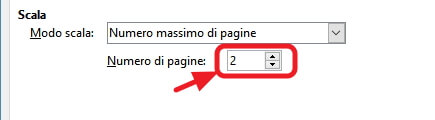 Scala
Modo scala: Numero massimo di pagine
Numero di pagine: 2